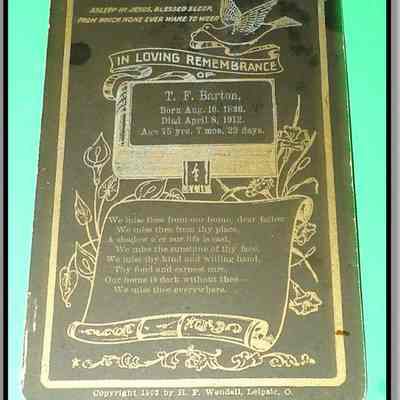 ASLEEP IN JESUS, BLESSED SLEEP,
FROM WHICH NONE EVER WAKE TO WEEP
IN LOVING REMEMBRANCE
OF
T. F. Barton,
Born Aug. 10. 1836.
Died April 8, 1912.
Age 75 yrs. 7 mos. 29 days.
We miss thee from our home, dear father
We miss thee from thy place,
A shadow o'er our life is cast,
We miss the sunshine of thy face.
We miss thy kind and willing hand,
Thy fond and earnest care,
Our home is dark without thee—
We miss thee everywhere.
Copyright 1903 by H. F. Wendell, Leipsic, O.